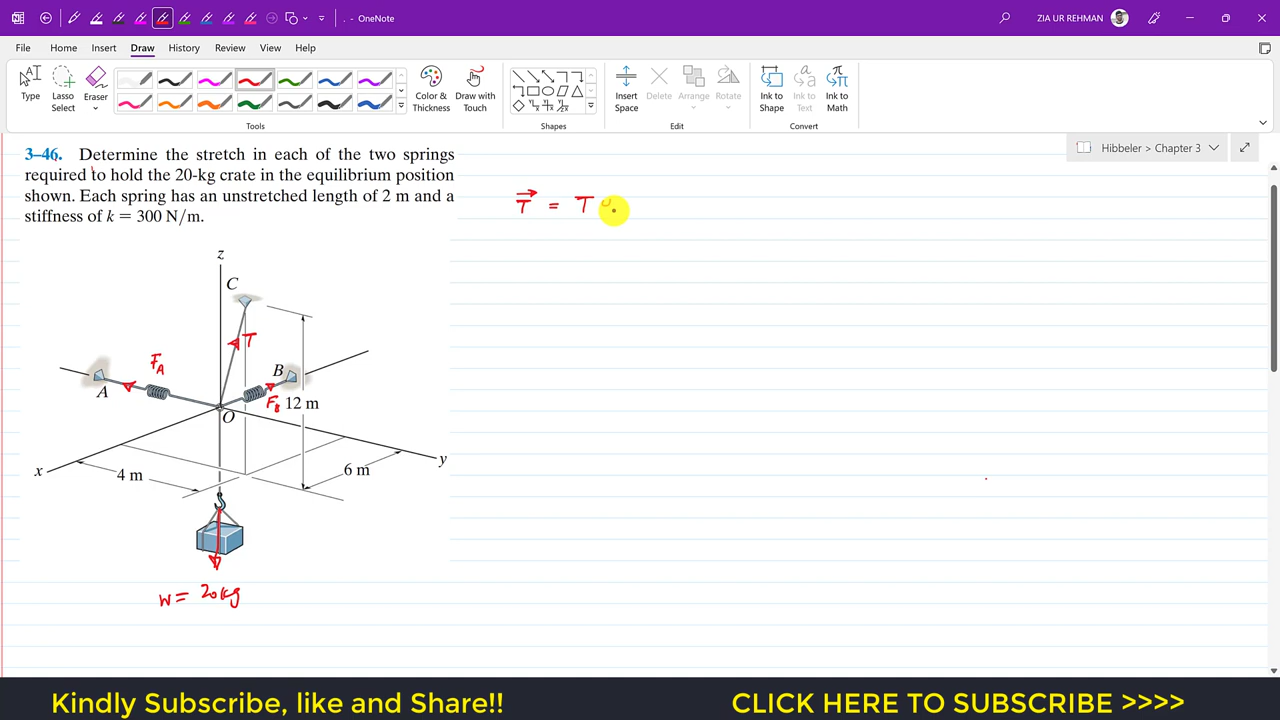 . - OneNote
ZIA UR REHMAN
File Home Insert Draw History Review View Help
Type
Lasso Select
Eraser
Color & Thickness
Draw with Touch
Insert Space
Delete
Arrange
Rotate
Ink to Shape
Ink to Text
Ink to Math
Tools
Shapes
Edit
Convert
Hibbeler > Chapter 3
3–46. Determine the stretch in each of the two springs
required to hold the 20-kg crate in the equilibrium position
shown. Each spring has an unstretched length of 2 m and a
stiffness of k = 300 N/m.
T = T
z
C
T
F_A
B
A
F_B
12 m
O
x
4 m
6 m
y
W = 20kg
Kindly Subscribe, like and Share!!
CLICK HERE TO SUBSCRIBE >>>>